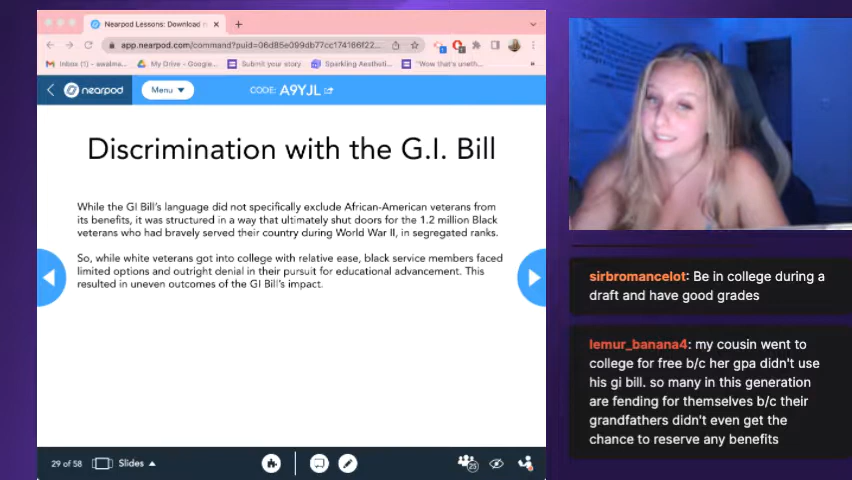 Nearpod Lessons: Download
app.nearpod.com/command?puid=06d85e099db77cc174166f22...
My Drive - Google...
Submit your story
Sparkling Aestheti...
"Wow that's uneth...
nearpod
Menu
CODE: A9YJL
Discrimination with the G.I. Bill
While the GI Bill's language did not specifically exclude African-American veterans from
its benefits, it was structured in a way that ultimately shut doors for the 1.2 million Black
veterans who had bravely served their country during World War II, in segregated ranks.
So, while white veterans got into college with relative ease, black service members faced
limited options and outright denial in their pursuit for educational advancement. This
resulted in uneven outcomes of the GI Bill's impact.
29 of 58
Slides
25
sirbromancelot: Be in college during a
draft and have good grades
lemur_banana4: my cousin went to
college for free b/c her gpa didn't use
his gi bill. so many in this generation
are fending for themselves b/c their
grandfathers didn't even get the
chance to reserve any benefits